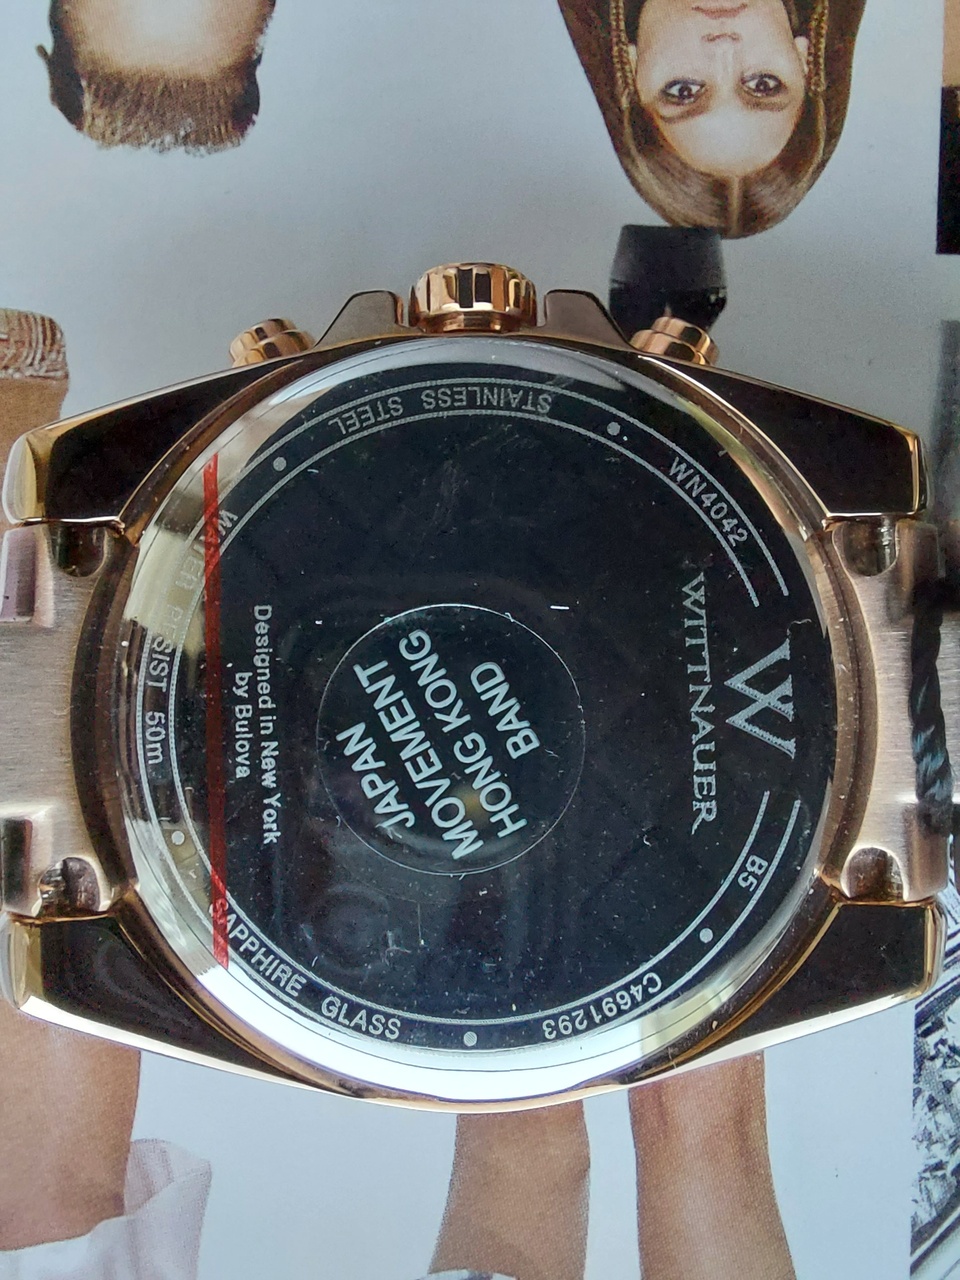 W
WITTNAUER
WN4042
B5
STAINLESS STEEL
C4691293
JAPAN
MOVEMENT
HONG KONG
BAND
Designed in New York
by Bulova
WATER RESIST 50m
SAPPHIRE GLASS